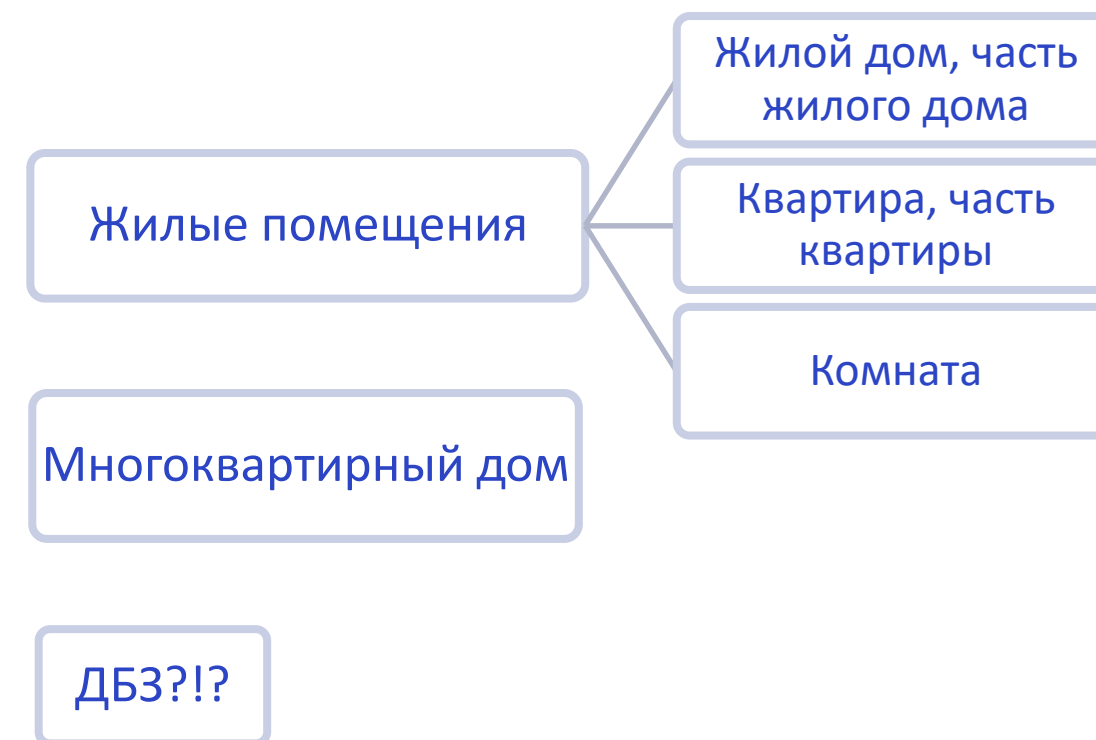 Жилые помещения
Жилой дом, часть
жилого дома
Квартира, часть
квартиры
Комната
Многоквартирный дом
ДБЗ?!?